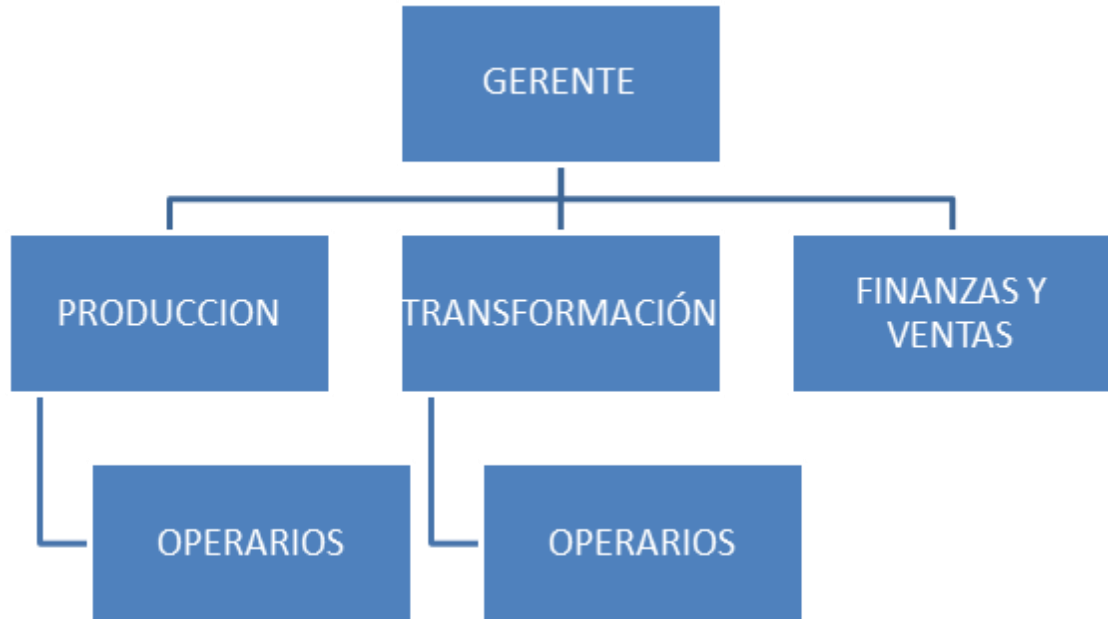 GERENTE
PRODUCCION
TRANSFORMACIÓN
FINANZAS Y
VENTAS
OPERARIOS
OPERARIOS